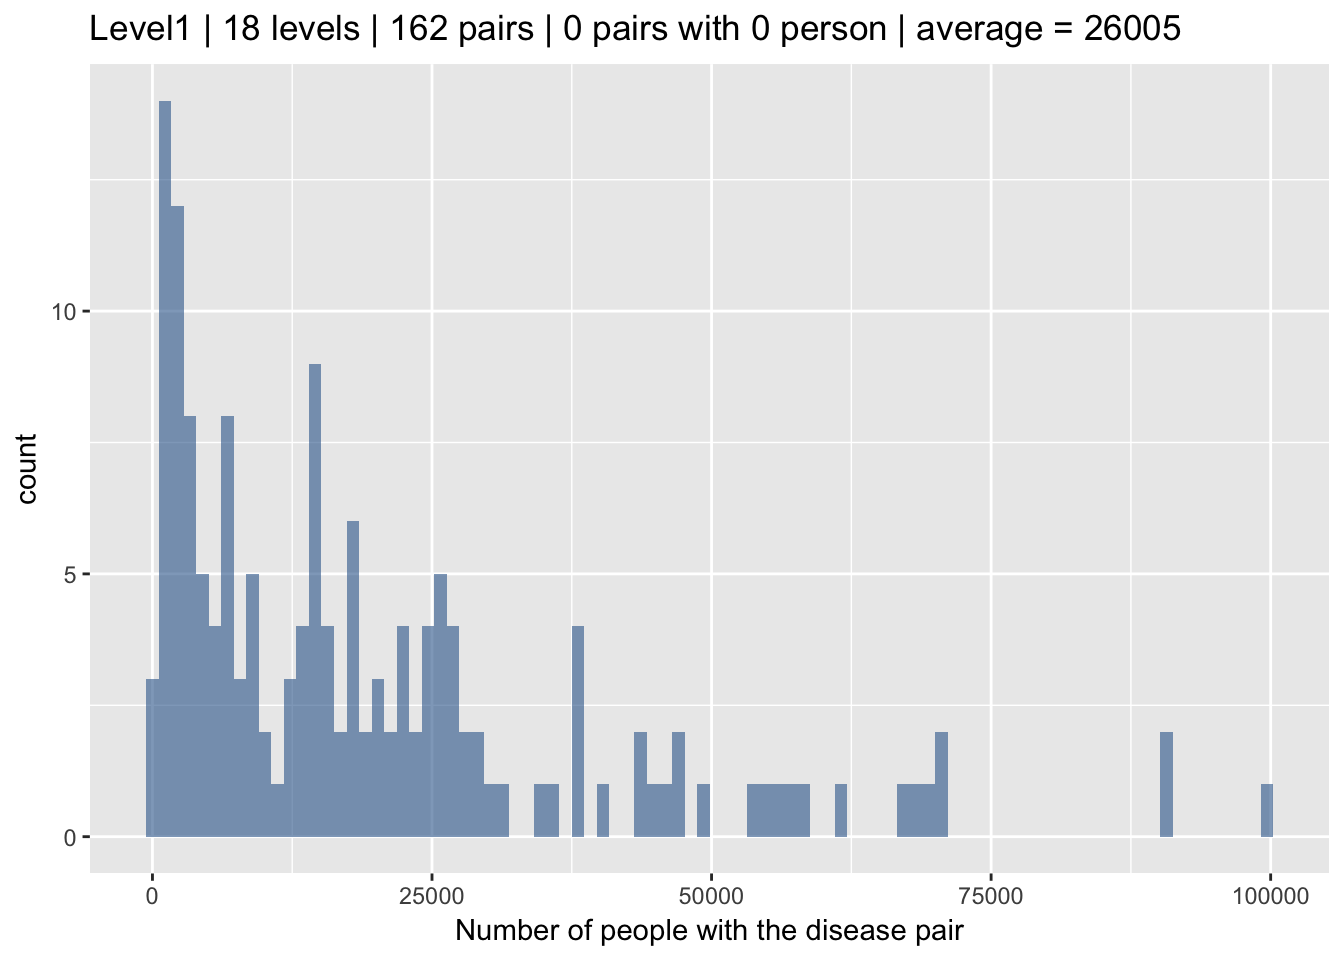 Level1 | 18 levels | 162 pairs | 0 pairs with 0 person | average = 26005
count
10
5
0
0 25000 50000 75000 100000
Number of people with the disease pair